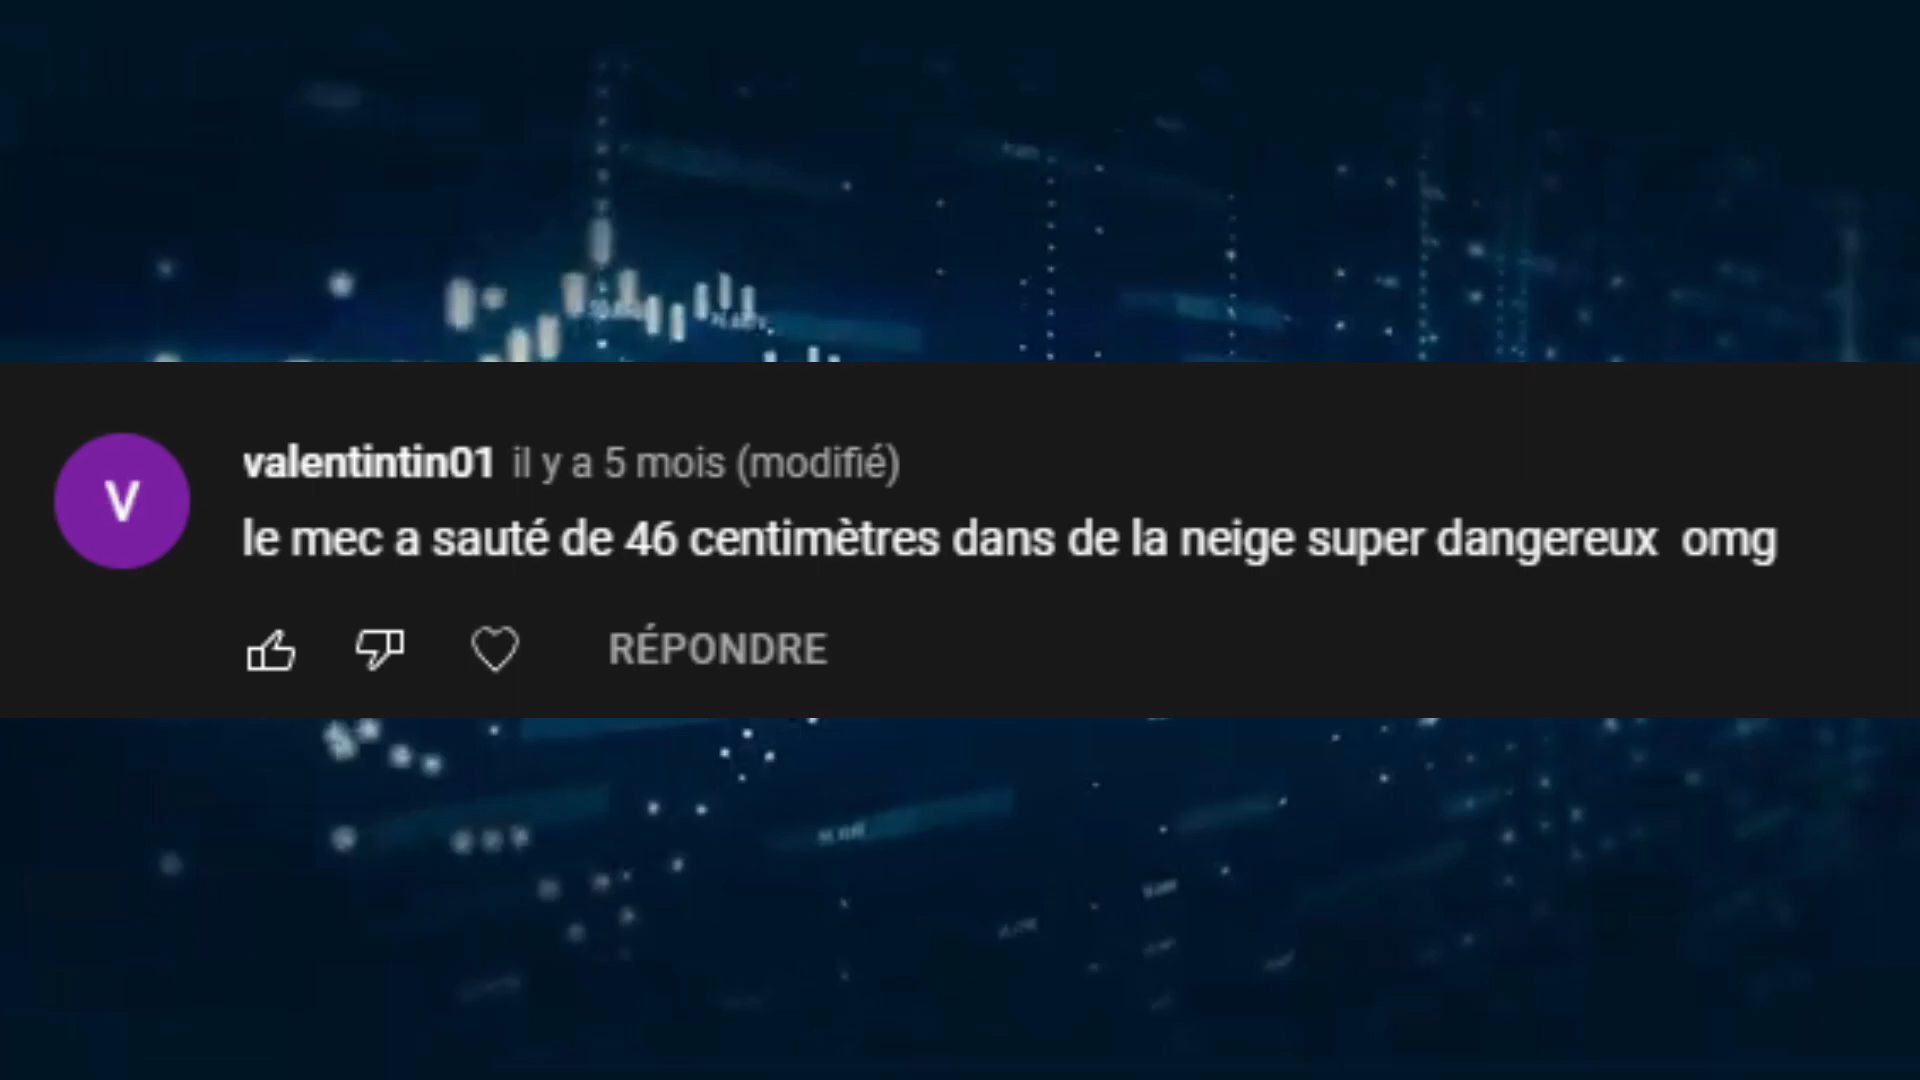 V
valentintin01 il y a 5 mois (modifié)
le mec a sauté de 46 centimètres dans de la neige super dangereux omg
RÉPONDRE